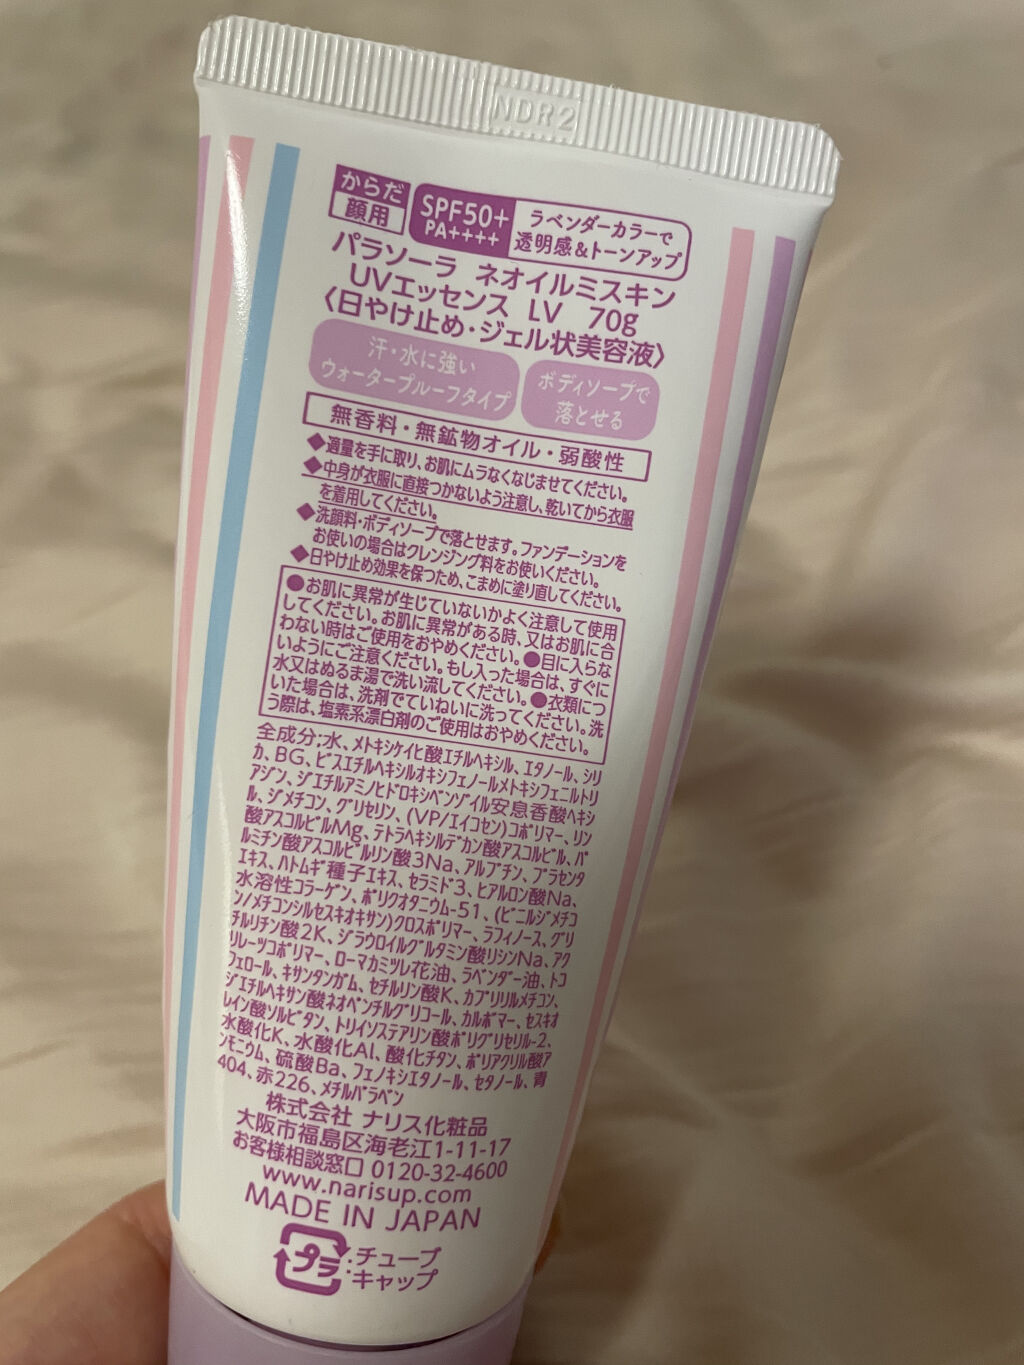 NDR2
からだ
顔用
SPF50+
PA++++
ラベンダーカラーで
透明感&トーンアップ
パラソーラ ネオイルミスキン
UVエッセンス LV 70g
〈日やけ止め・ジェル状美容液〉
汗・水に強い
ウォータープルーフタイプ
ボディソープで
落とせる
無香料・無鉱物オイル・弱酸性
◆適量を手に取り、お肌にムラなくなじませてください。
◆中身が衣服に直接つかないよう注意し、乾いてから衣服
を着用してください。
◆洗顔料・ボディソープで落とせます。ファンデーションを
お使いの場合はクレンジング料をお使いください。
◆日やけ止め効果を保つため、こまめに塗り直してください。
●お肌に異常が生じていないかよく注意して使用
してください。お肌に異常がある時、又はお肌に合
わない時はご使用をおやめください。●目に入らな
いようにご注意ください。もし入った場合は、すぐに
水又はぬるま湯で洗い流してください。●衣類につ
いた場合は、洗剤でていねいに洗ってください。洗
う際は、塩素系漂白剤のご使用はおやめください。
全成分:水、メトキシケイヒ酸エチルヘキシル、エタノール、シリ
カ、BG、ビスエチルヘキシルオキシフェノールメトキシフェニルトリ
アジン、ジエチルアミノヒドロキシベンゾイル安息香酸ヘキシ
ル、ジメチコン、グリセリン、(VP/エイコセン)コポリマー、リン
酸アスコルビルMg、テトラヘキシルデカン酸アスコルビル、パ
ルミチン酸アスコルビルリン酸3Na、アルブチン、プラセンタ
エキス、ハトムギ種子エキス、セラミド3、ヒアルロン酸Na、
水溶性コラーゲン、ポリクオタニウム-51、(ビニルジメチコ
ン/メチコンシルセスキオキサン)クロスポリマー、ラフィノース、グリ
チルリチン酸2K、ジラウロイルグルタミン酸リシンNa、アク
リレーツコポリマー、ローマカミツレ花油、ラベンダー油、トコ
フェロール、キサンタンガム、セチルリン酸K、カプリリルメチコン、
ジエチルヘキサン酸ネオペンチルグリコール、カルボマー、セスキオ
レイン酸ソルビタン、トリイソステアリン酸ポリグリセリル-2、
水酸化K、水酸化Al、酸化チタン、ポリアクリル酸ア
ンモニウム、硫酸Ba、フェノキシエタノール、セタノール、青
404、赤226、メチルパラベン
株式会社 ナリス化粧品
大阪市福島区海老江1-11-17
お客様相談窓口 0120-32-4600
www.narisup.com
MADE IN JAPAN
プラ
:チューブ
:キャップ